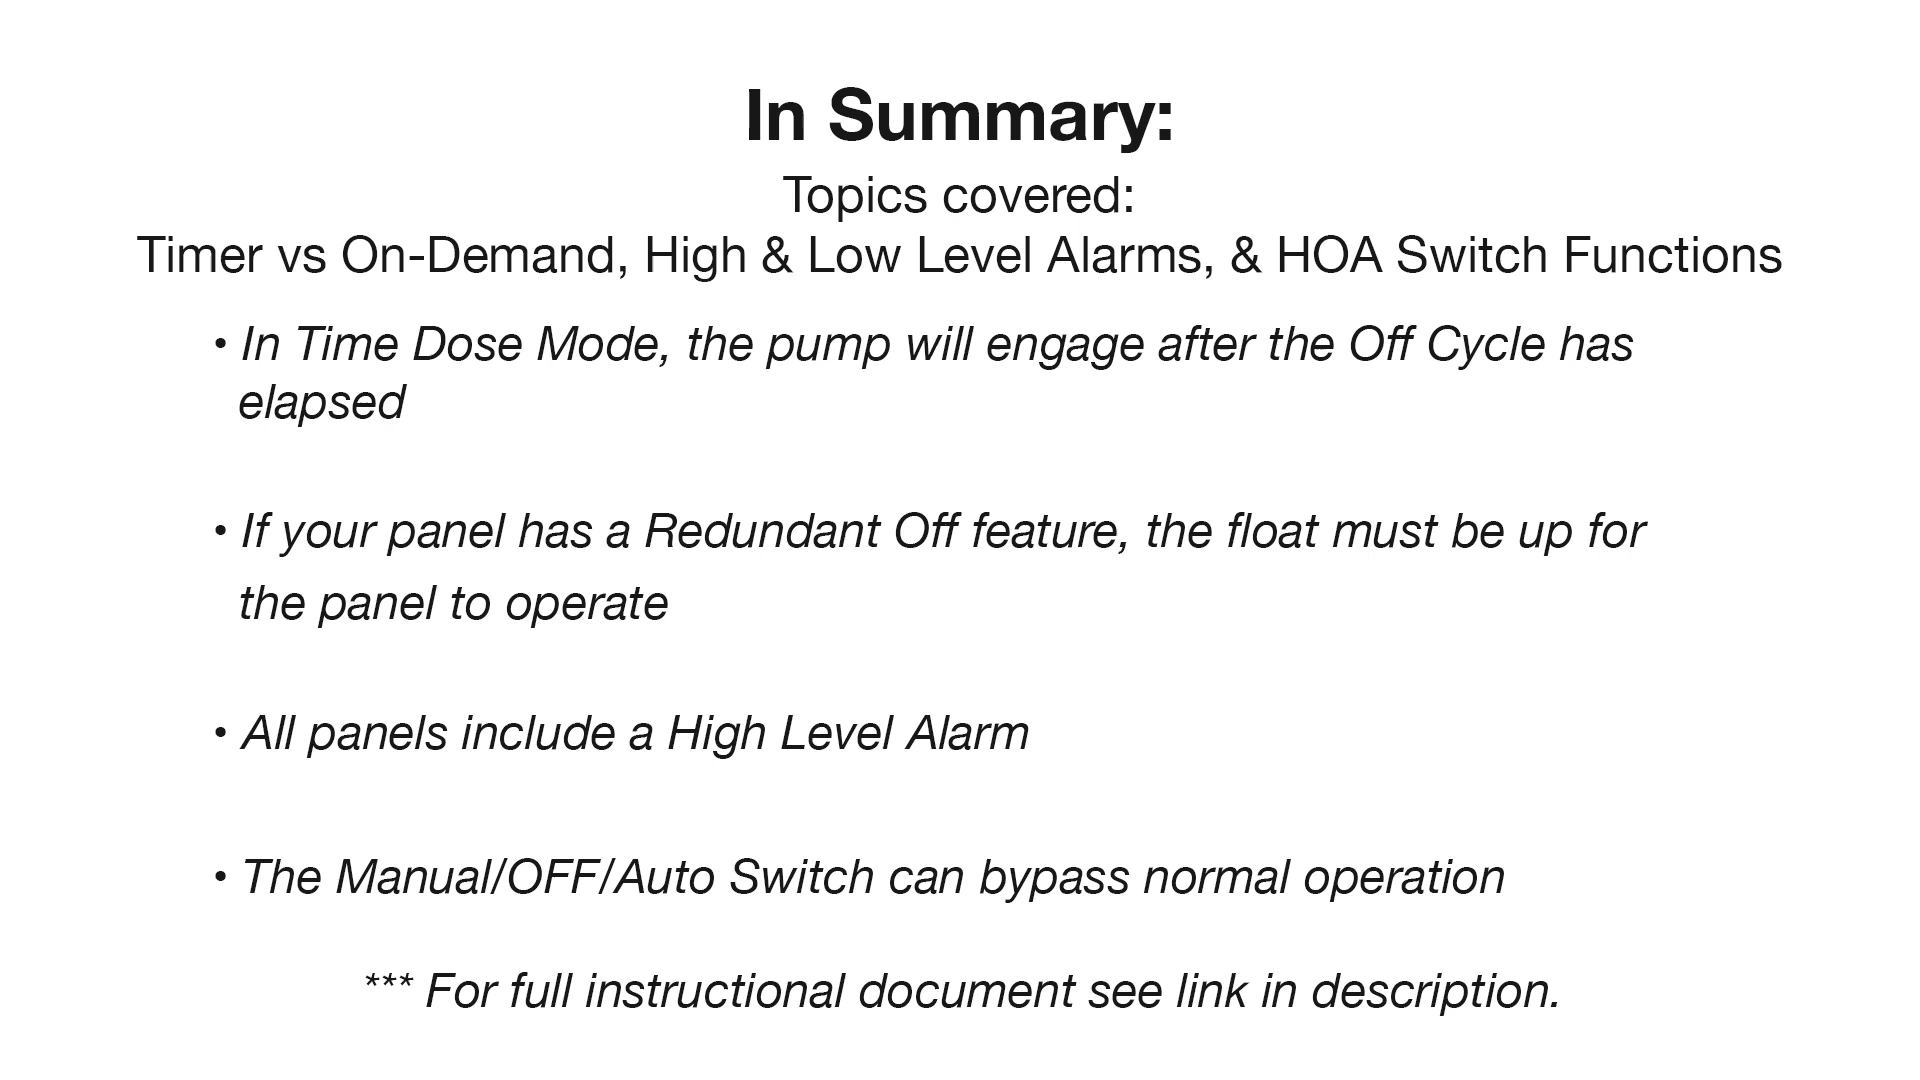 In Summary:
Topics covered:
Timer vs On-Demand, High & Low Level Alarms, & HOA Switch Functions
• In Time Dose Mode, the pump will engage after the Off Cycle has
elapsed
• If your panel has a Redundant Off feature, the float must be up for
the panel to operate
• All panels include a High Level Alarm
• The Manual/OFF/Auto Switch can bypass normal operation
*** For full instructional document see link in description.